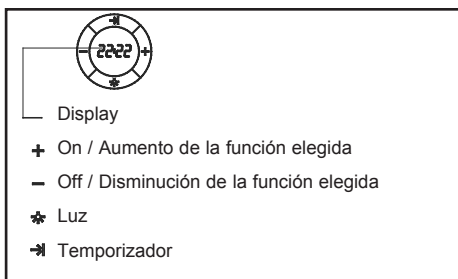 22:22
Display
+ On / Aumento de la función elegida
– Off / Disminución de la función elegida
Luz
Temporizador